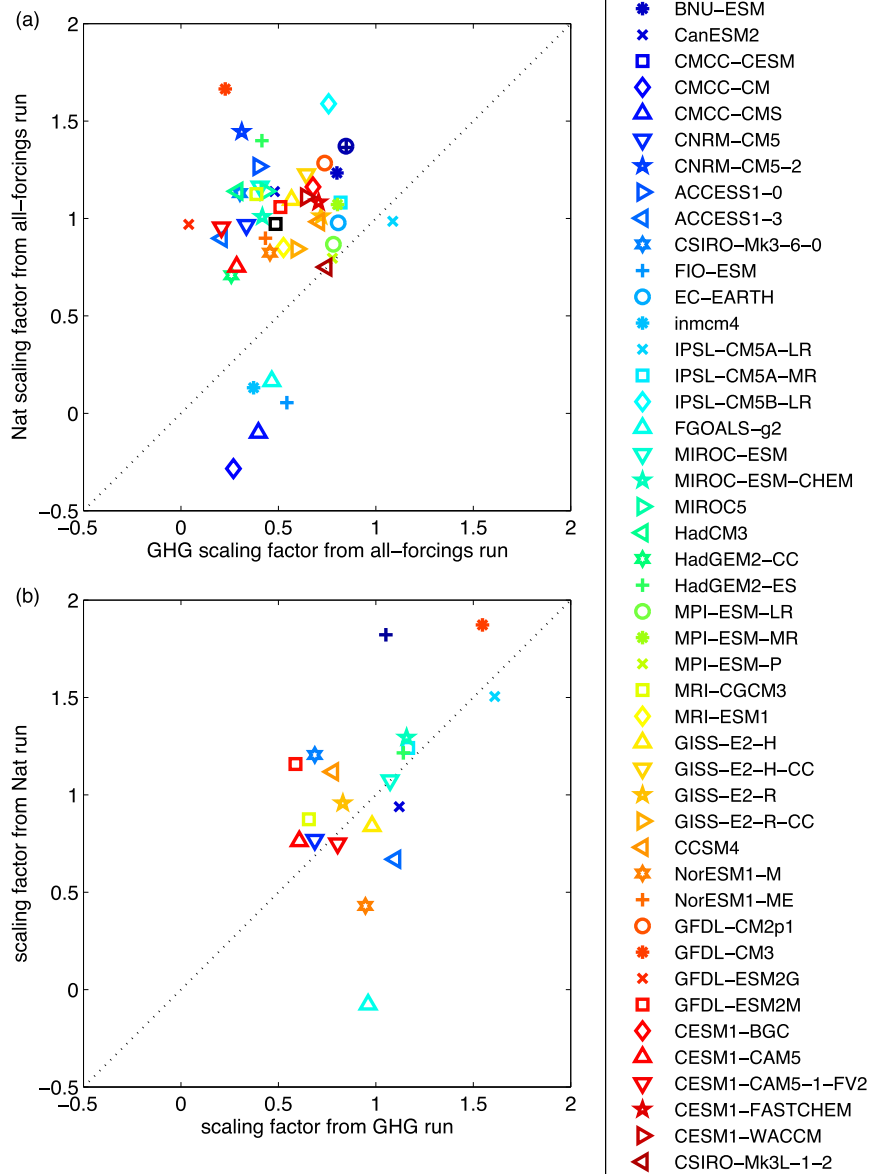 (a)
2
1.5
1
0.5
0
−0.5
−0.5
0
0.5
1
1.5
2
Nat scaling factor from all−forcings run
GHG scaling factor from all−forcings run
(b)
2
1.5
1
0.5
0
−0.5
−0.5
0
0.5
1
1.5
2
scaling factor from Nat run
scaling factor from GHG run
BNU−ESM
CanESM2
CMCC−CESM
CMCC−CM
CMCC−CMS
CNRM−CM5
CNRM−CM5−2
ACCESS1−0
ACCESS1−3
CSIRO−Mk3−6−0
FIO−ESM
EC−EARTH
inmcm4
IPSL−CM5A−LR
IPSL−CM5A−MR
IPSL−CM5B−LR
FGOALS−g2
MIROC−ESM
MIROC−ESM−CHEM
MIROC5
HadCM3
HadGEM2−CC
HadGEM2−ES
MPI−ESM−LR
MPI−ESM−MR
MPI−ESM−P
MRI−CGCM3
MRI−ESM1
GISS−E2−H
GISS−E2−H−CC
GISS−E2−R
GISS−E2−R−CC
CCSM4
NorESM1−M
NorESM1−ME
GFDL−CM2p1
GFDL−CM3
GFDL−ESM2G
GFDL−ESM2M
CESM1−BGC
CESM1−CAM5
CESM1−CAM5−1−FV2
CESM1−FASTCHEM
CESM1−WACCM
CSIRO−Mk3L−1−2